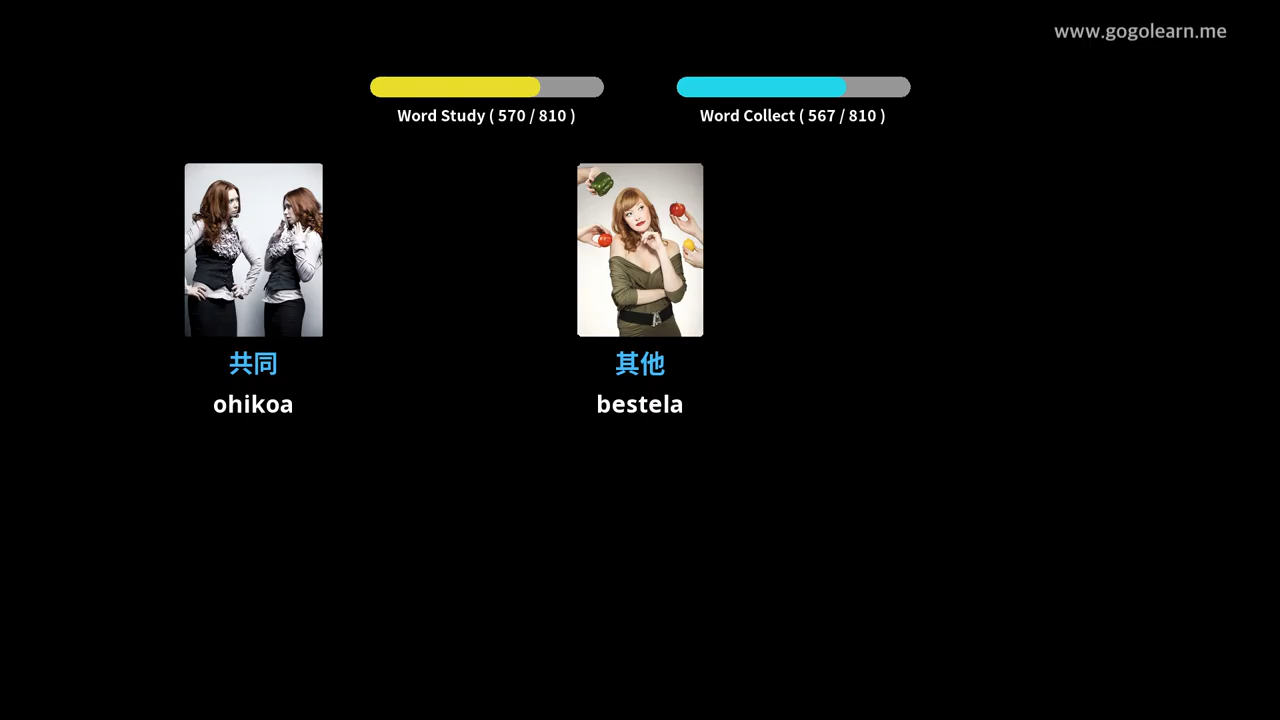 www.gogolearn.me
Word Study ( 570 / 810 )
Word Collect ( 567 / 810 )
共同
其他
ohikoa
bestela